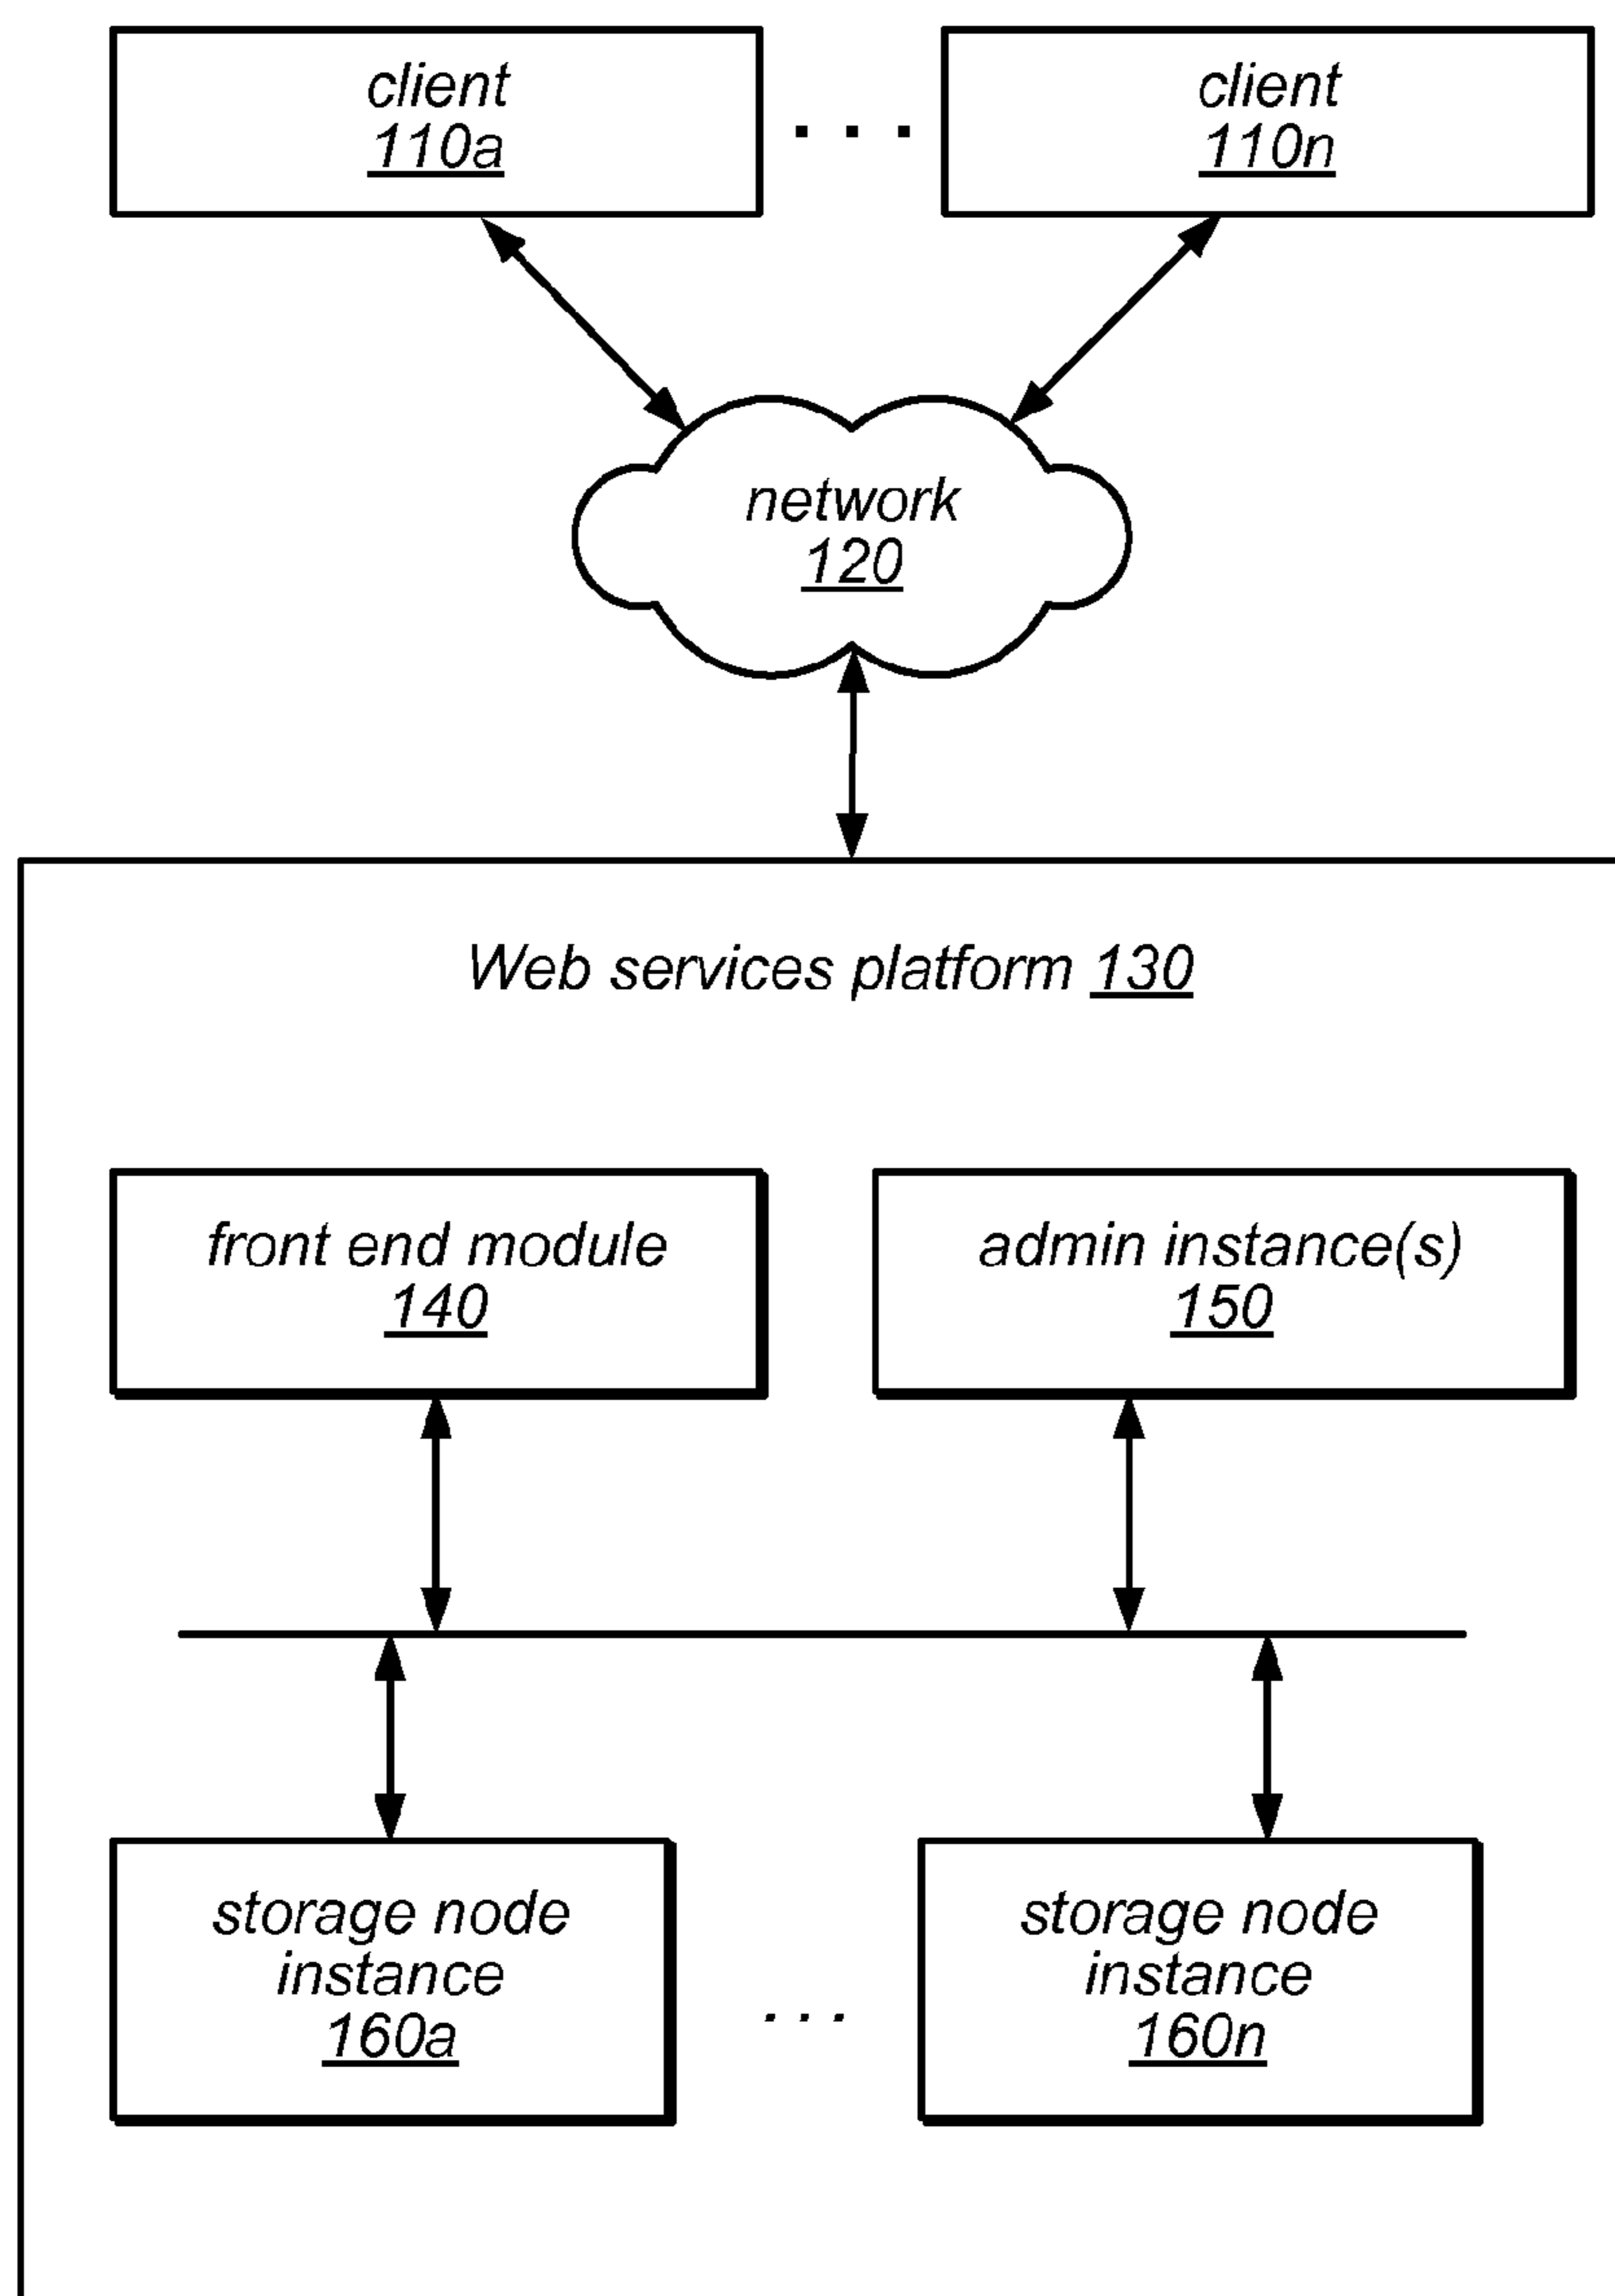 client
110a
. . .
client
110n
network
120
Web services platform 130
front end module
140
admin instance(s)
150
storage node
instance
160a
. . .
storage node
instance
160n